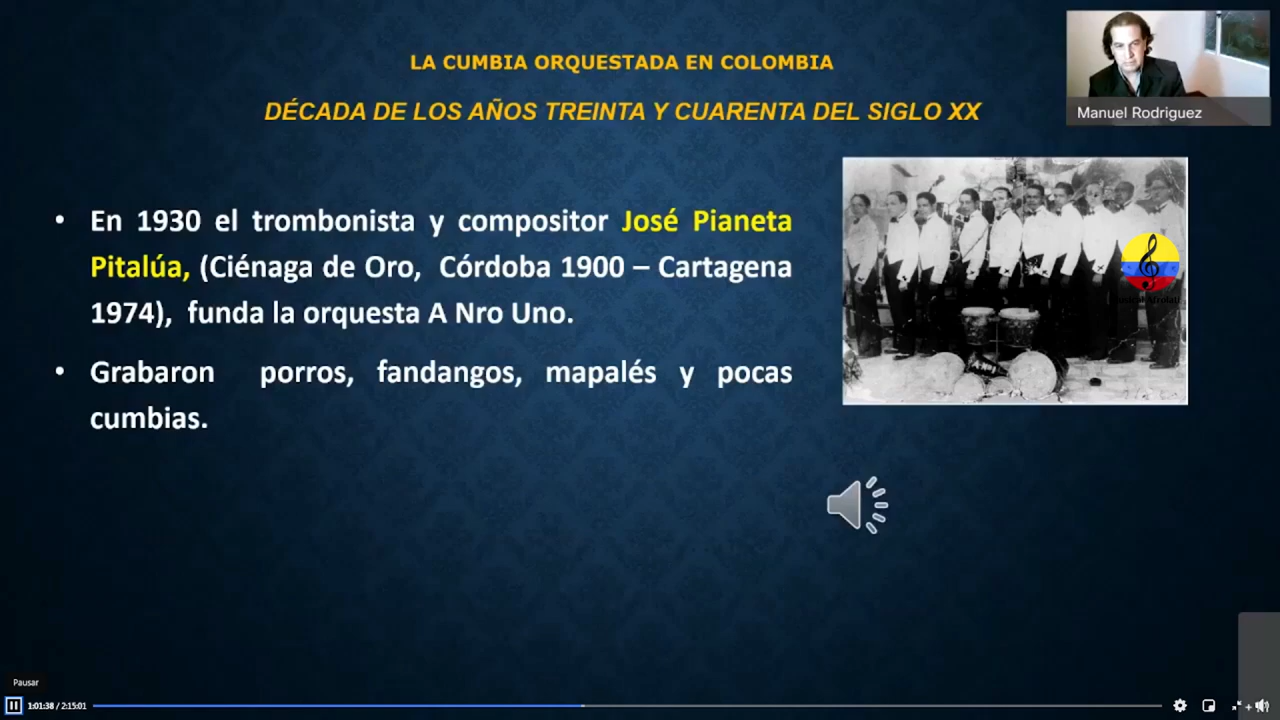 LA CUMBIA ORQUESTADA EN COLOMBIA
DÉCADA DE LOS AÑOS TREINTA Y CUARENTA DEL SIGLO XX
Manuel Rodriguez
• En 1930 el trombonista y compositor José Pianeta
Pitalúa, (Ciénaga de Oro, Córdoba 1900 – Cartagena
1974), funda la orquesta A Nro Uno.
• Grabaron porros, fandangos, mapalés y pocas
cumbias.
Pausar
1:01:38 / 2:15:01